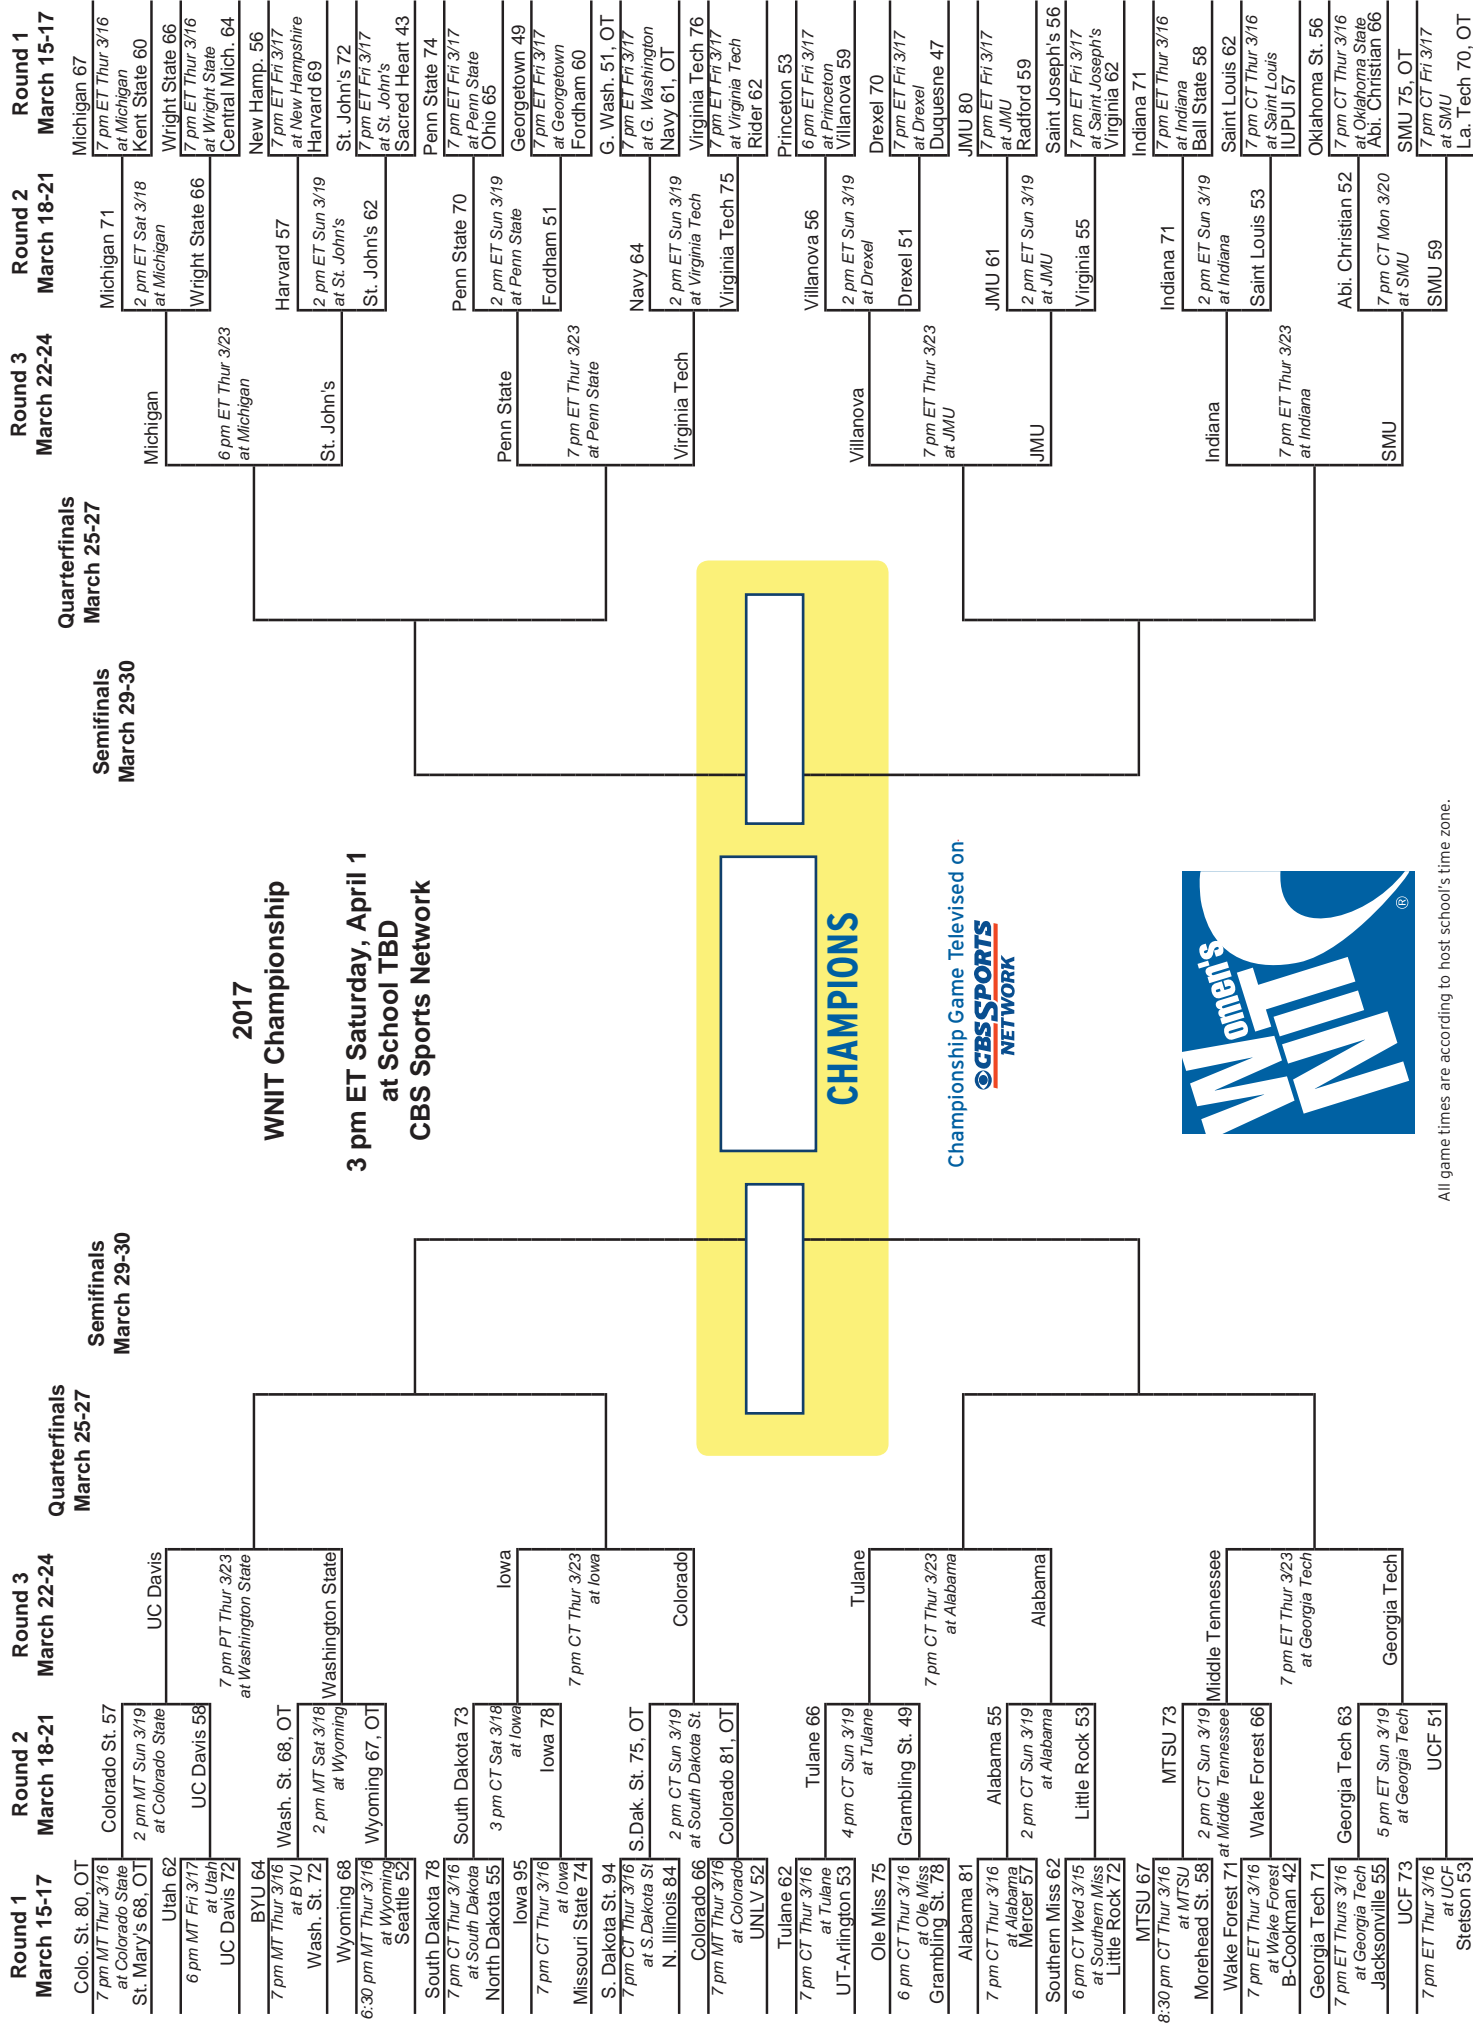 Round 1
March 15-17
Round 2
March 18-21
Round 3
March 22-24
Quarterfinals
March 25-27
Semifinals
March 29-30
Semifinals
March 29-30
Quarterfinals
March 25-27
Round 3
March 22-24
Round 2
March 18-21
Round 1
March 15-17
Colo. St. 80, OT
7 pm MT Thur 3/16
at Colorado State
St. Mary's 68, OT
Utah 62
6 pm MT Fri 3/17
at Utah
UC Davis 72
BYU 64
7 pm MT Thur 3/16
at BYU
Wash. St. 72
Wyoming 68
6:30 pm MT Thur 3/16
at Wyoming
Seattle 52
South Dakota 78
7 pm CT Thur 3/16
at South Dakota
North Dakota 55
Iowa 95
7 pm CT Thur 3/16
at Iowa
Missouri State 74
S. Dakota St. 94
7 pm CT Thur 3/16
at S.Dakota St
N. Illinois 84
Colorado 66
7 pm MT Thur 3/16
at Colorado
UNLV 52
Tulane 62
7 pm CT Thur 3/16
at Tulane
UT-Arlington 53
Ole Miss 75
6 pm CT Thur 3/16
at Ole Miss
Grambling St. 78
Alabama 81
7 pm CT Thur 3/16
at Alabama
Mercer 57
Southern Miss 62
6 pm CT Wed 3/15
at Southern Miss
Little Rock 72
MTSU 67
8:30 pm CT Thur 3/16
at MTSU
Morehead St. 58
Wake Forest 71
7 pm ET Thur 3/16
at Wake Forest
B-Cookman 42
Georgia Tech 71
7 pm ET Thurs 3/16
at Georgia Tech
Jacksonville 55
UCF 73
7 pm ET Thur 3/16
at UCF
Stetson 53
Colorado St. 57
2 pm MT Sun 3/19
at Colorado State
UC Davis 58
Wash. St. 68, OT
2 pm MT Sat 3/18
at Wyoming
Wyoming 67, OT
South Dakota 73
3 pm CT Sat 3/18
at Iowa
Iowa 78
S.Dak. St. 75, OT
2 pm CT Sun 3/19
at South Dakota St.
Colorado 81, OT
Tulane 66
4 pm CT Sun 3/19
at Tulane
Grambling St. 49
Alabama 55
2 pm CT Sun 3/19
at Alabama
Little Rock 53
MTSU 73
2 pm CT Sun 3/19
at Middle Tennessee
Wake Forest 66
Georgia Tech 63
5 pm ET Sun 3/19
at Georgia Tech
UCF 51
UC Davis
7 pm PT Thur 3/23
at Washington State
Washington State
Iowa
7 pm CT Thur 3/23
at Iowa
Colorado
Tulane
7 pm CT Thur 3/23
at Alabama
Alabama
Middle Tennessee
7 pm ET Thur 3/23
at Georgia Tech
Georgia Tech
2017
WNIT Championship
3 pm ET Saturday, April 1
at School TBD
CBS Sports Network
CHAMPIONS
Championship Game Televised on
CBS SPORTS
NETWORK
Women's
NIT
®
All game times are according to host school's time zone.
Michigan
6 pm ET Thur 3/23
at Michigan
St. John's
Penn State
7 pm ET Thur 3/23
at Penn State
Virginia Tech
Villanova
7 pm ET Thur 3/23
at JMU
JMU
Indiana
7 pm ET Thur 3/23
at Indiana
SMU
Michigan 71
2 pm ET Sat 3/18
at Michigan
Wright State 66
Harvard 57
2 pm ET Sun 3/19
at St. John's
St. John's 62
Penn State 70
2 pm ET Sun 3/19
at Penn State
Fordham 51
Navy 64
2 pm ET Sun 3/19
at Virginia Tech
Virginia Tech 75
Villanova 56
2 pm ET Sun 3/19
at Drexel
Drexel 51
JMU 61
2 pm ET Sun 3/19
at JMU
Virginia 55
Indiana 71
2 pm ET Sun 3/19
at Indiana
Saint Louis 53
Abi. Christian 52
7 pm CT Mon 3/20
at SMU
SMU 59
Michigan 67
7 pm ET Thur 3/16
at Michigan
Kent State 60
Wright State 66
7 pm ET Thur 3/16
at Wright State
Central Mich. 64
New Hamp. 56
7 pm ET Fri 3/17
at New Hampshire
Harvard 69
St. John's 72
7 pm ET Fri 3/17
at St. John's
Sacred Heart 43
Penn State 74
7 pm ET Fri 3/17
at Penn State
Ohio 65
Georgetown 49
7 pm ET Fri 3/17
at Georgetown
Fordham 60
G. Wash. 51, OT
7 pm ET Fri 3/17
at G. Washington
Navy 61, OT
Virginia Tech 76
7 pm ET Fri 3/17
at Virginia Tech
Rider 62
Princeton 53
6 pm ET Fri 3/17
at Princeton
Villanova 59
Drexel 70
7 pm ET Fri 3/17
at Drexel
Duquesne 47
JMU 80
7 pm ET Fri 3/17
at JMU
Radford 59
Saint Joseph's 56
7 pm ET Fri 3/17
at Saint Joseph's
Virginia 62
Indiana 71
7 pm ET Thur 3/16
at Indiana
Ball State 58
Saint Louis 62
7 pm CT Thur 3/16
at Saint Louis
IUPUI 57
Oklahoma St. 56
7 pm CT Thur 3/16
at Oklahoma State
Abi. Christian 66
SMU 75, OT
7 pm CT Fri 3/17
at SMU
La. Tech 70, OT